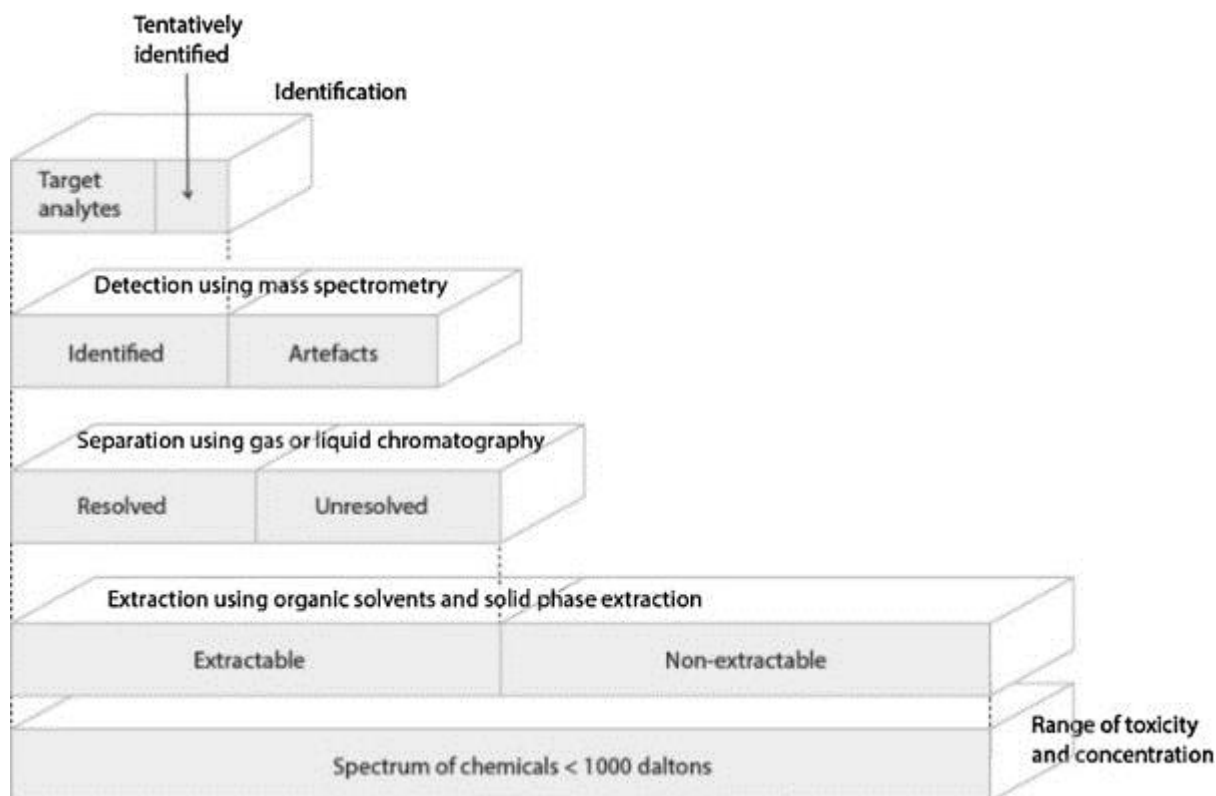 Tentatively
identified
Identification
Target
analytes
Detection using mass spectrometry
Identified
Artefacts
Separation using gas or liquid chromatography
Resolved
Unresolved
Extraction using organic solvents and solid phase extraction
Extractable
Non-extractable
Range of toxicity
and concentration
Spectrum of chemicals < 1000 daltons